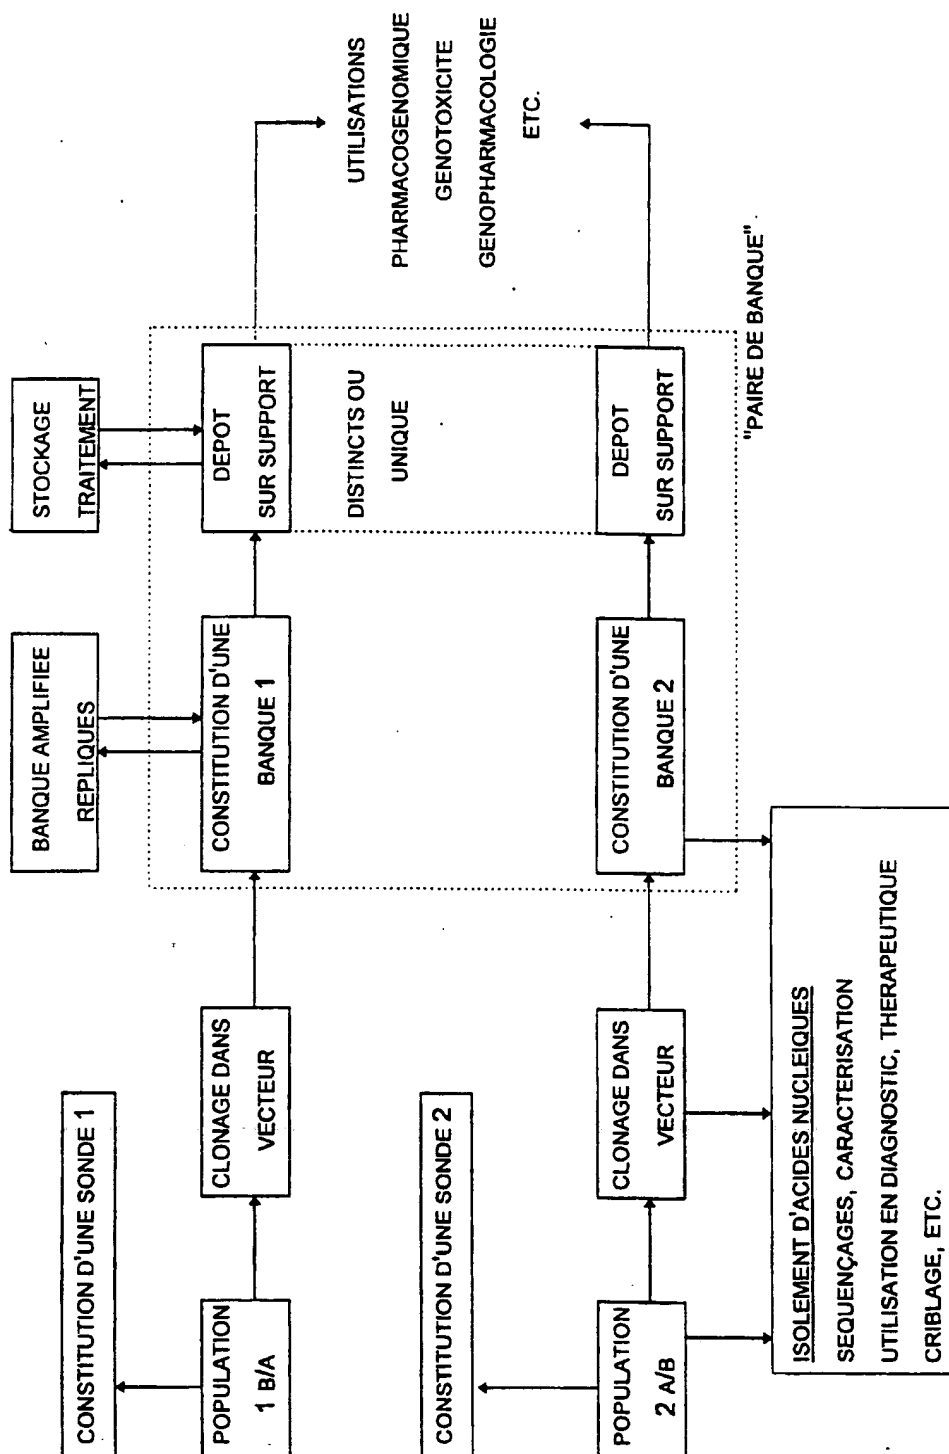 CONSTITUTION D'UNE SONDE 1
POPULATION
1 B/A
CLONAGE DANS
VECTEUR
BANQUE AMPLIFIEE
REPLIQUES
CONSTITUTION D'UNE
BANQUE 1
STOCKAGE
TRAITEMENT
DEPOT
SUR SUPPORT
DISTINCTS OU
UNIQUE
UTILISATIONS
PHARMACOGENOMIQUE
GENOTOXICITE
GENOPHARMACOLOGIE
ETC.
CONSTITUTION D'UNE SONDE 2
POPULATION
2 A/B
CLONAGE DANS
VECTEUR
CONSTITUTION D'UNE
BANQUE 2
DEPOT
SUR SUPPORT
"PAIRE DE BANQUE"
ISOLEMENT D'ACIDES NUCLEIQUES
SEQUENÇAGES, CARACTERISATION
UTILISATION EN DIAGNOSTIC, THERAPEUTIQUE
CRIBLAGE, ETC.